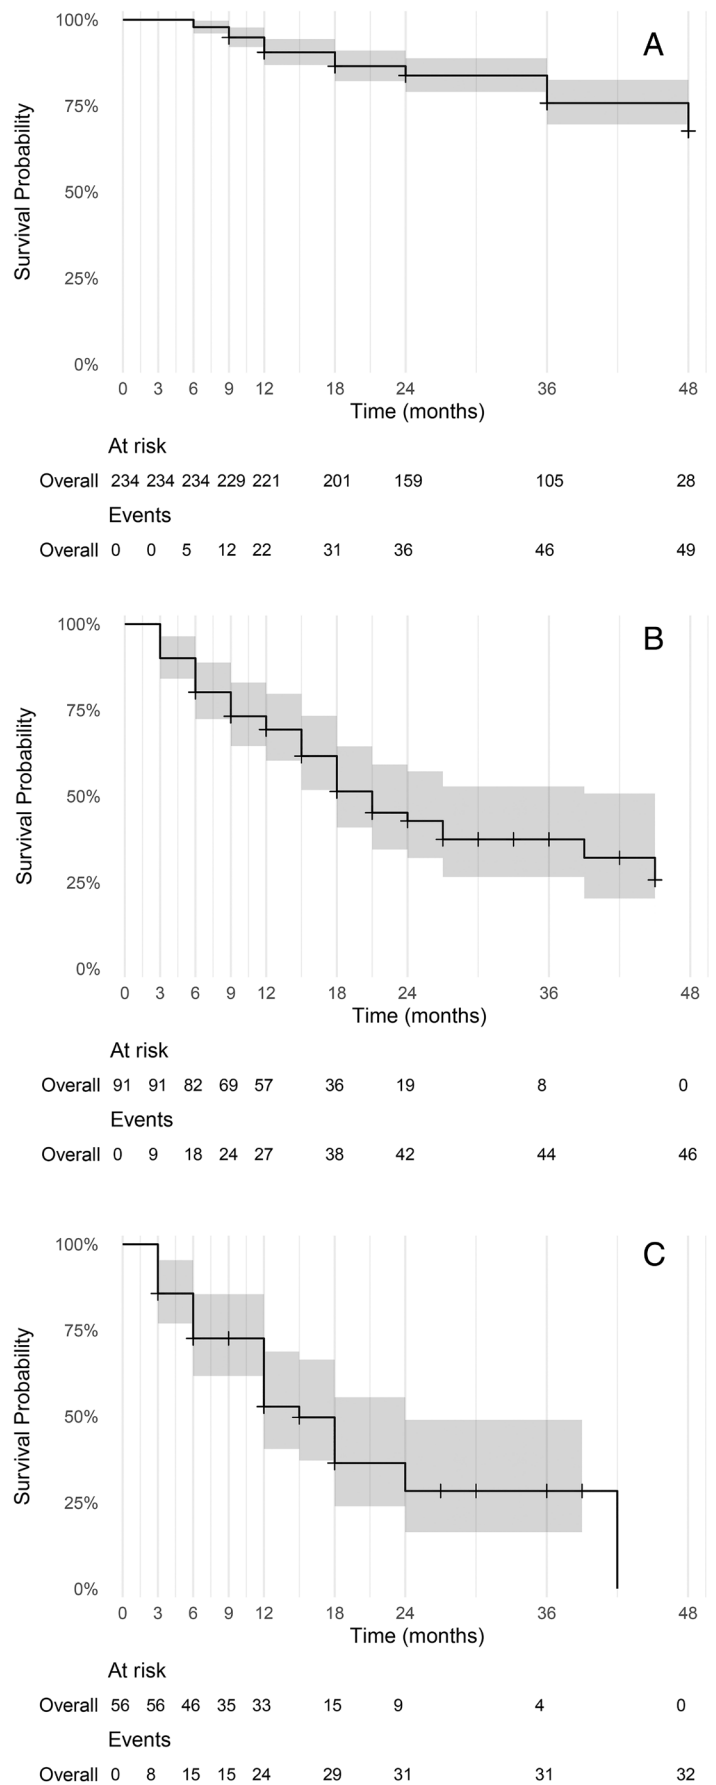 100%
A
75%
Survival Probability
50%
25%
0%
0 3 6 9 12 18 24 36 48
Time (months)
At risk
Overall 234 234 234 229 221 201 159 105 28
Events
Overall 0 0 5 12 22 31 36 46 49
100%
B
75%
Survival Probability
50%
25%
0%
0 3 6 9 12 18 24 36 48
Time (months)
At risk
Overall 91 91 82 69 57 36 19 8 0
Events
Overall 0 9 18 24 27 38 42 44 46
100%
C
75%
Survival Probability
50%
25%
0%
0 3 6 9 12 18 24 36 48
Time (months)
At risk
Overall 56 56 46 35 33 15 9 4 0
Events
Overall 0 8 15 15 24 29 31 31 32